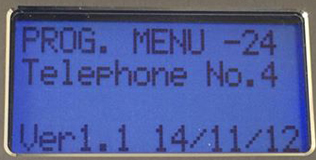 PROG. MENU -24
Telephone No.4
Ver1.1 14/11/12